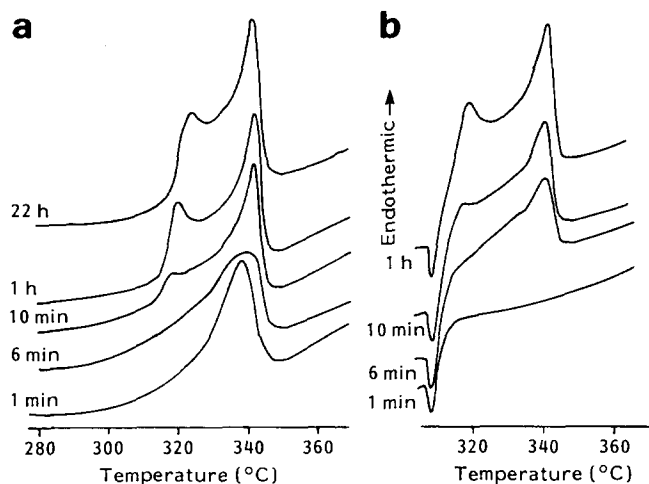 a
22 h
1 h
10 min
6 min
1 min
280 300 320 340 360
Temperature (°C)
b
Endothermic →
1 h
10 min
6 min
1 min
320 340 360
Temperature (°C)